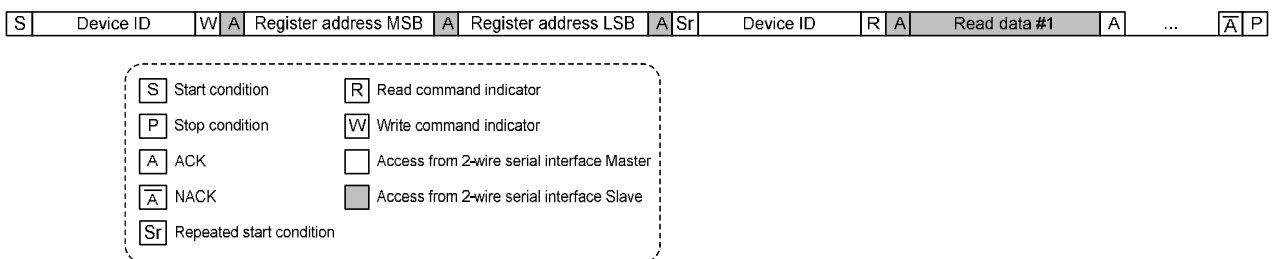 S Device ID W A Register address MSB A Register address LSB A Sr Device ID R A Read data #1 A ... A̅ P
S Start condition R Read command indicator
P Stop condition W Write command indicator
A ACK Access from 2-wire serial interface Master
A̅ NACK Access from 2-wire serial interface Slave
Sr Repeated start condition